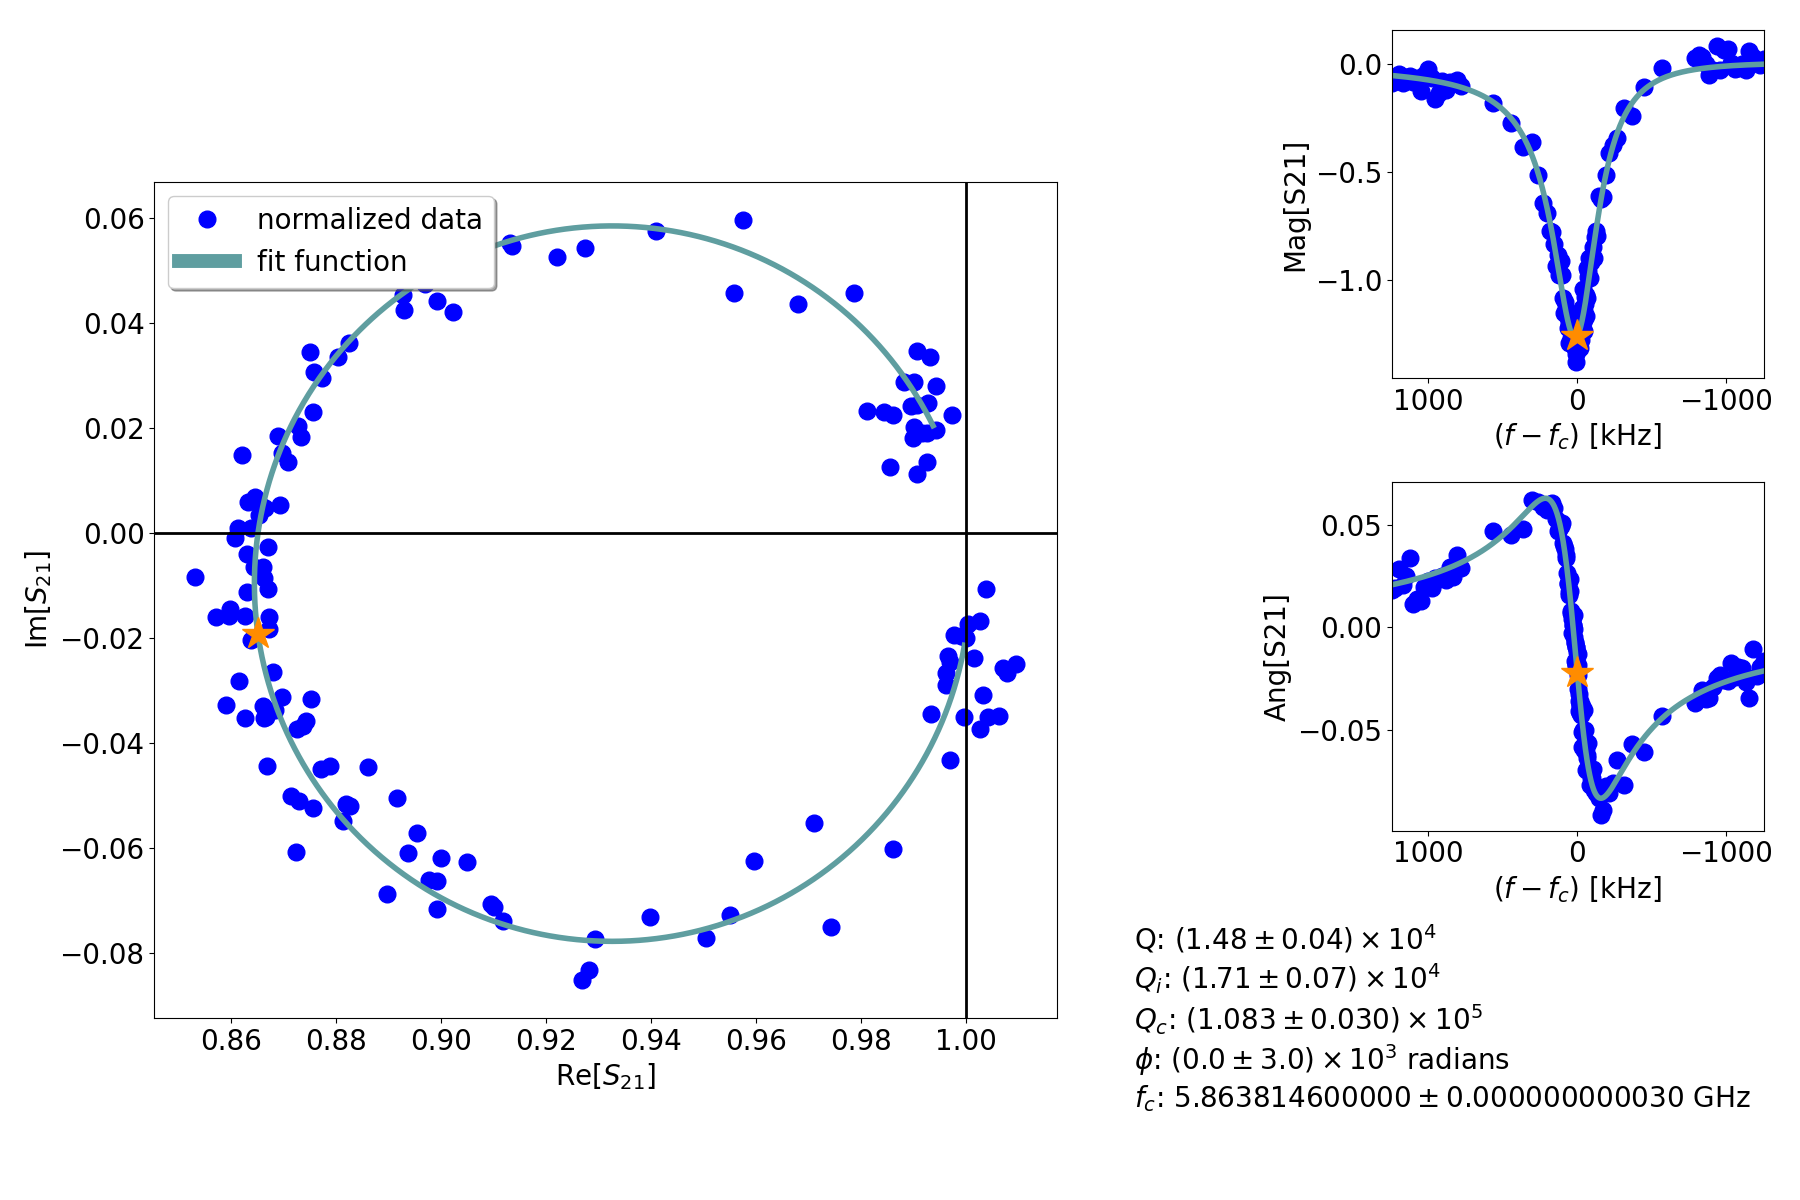 normalized data
fit function
0.06
0.04
0.02
0.00
−0.02
−0.04
−0.06
−0.08
Im[S21]
0.86 0.88 0.90 0.92 0.94 0.96 0.98 1.00
Re[S21]
0.0
−0.5
−1.0
Mag[S21]
1000 0 −1000
(f − fc) [kHz]
0.05
0.00
−0.05
Ang[S21]
1000 0 −1000
(f − fc) [kHz]
Q: (1.48 ± 0.04) × 10^4
Qi: (1.71 ± 0.07) × 10^4
Qc: (1.083 ± 0.030) × 10^5
ϕ: (0.0 ± 3.0) × 10^3 radians
fc: 5.863814600000 ± 0.000000000030 GHz